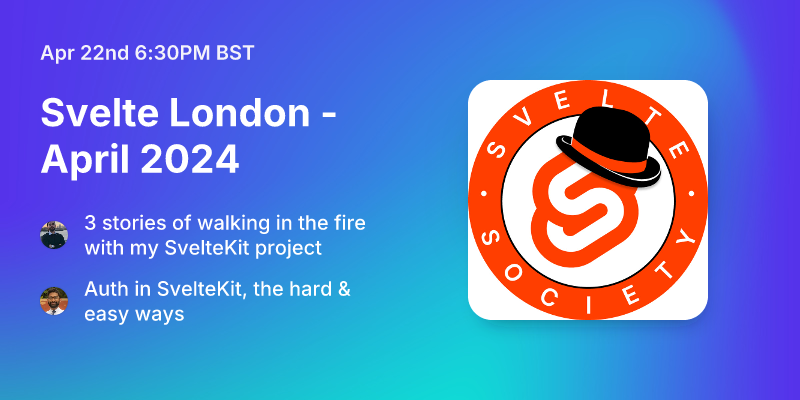 Apr 22nd 6:30PM BST
Svelte London -
April 2024
3 stories of walking in the fire
with my SvelteKit project
Auth in SvelteKit, the hard &
easy ways
SVELTE
SOCIETY